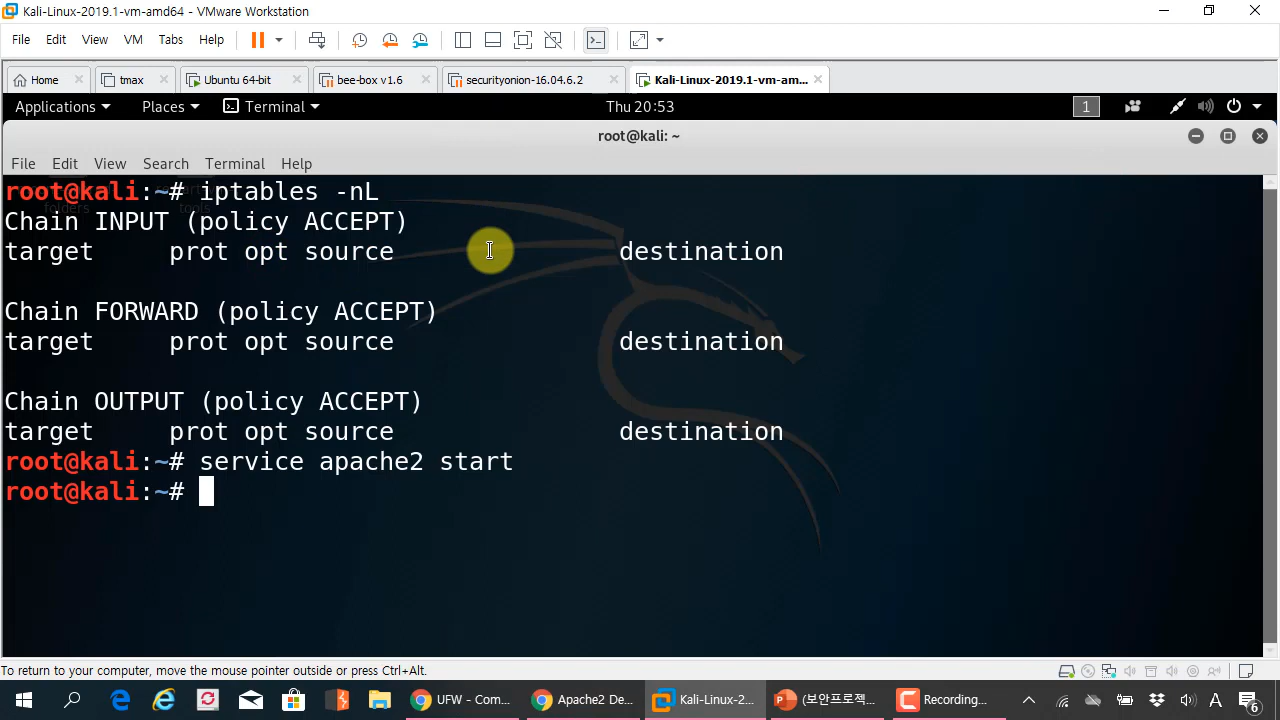 Kali-Linux-2019.1-vm-amd64 - VMware Workstation
File Edit View VM Tabs Help
Home tmax Ubuntu 64-bit bee-box v1.6 securityonion-16.04.6.2 Kali-Linux-2019.1-vm-am...
Applications Places Terminal Thu 20:53 1
root@kali: ~
File Edit View Search Terminal Help
root@kali:~# iptables -nL
Chain INPUT (policy ACCEPT)
target prot opt source destination
Chain FORWARD (policy ACCEPT)
target prot opt source destination
Chain OUTPUT (policy ACCEPT)
target prot opt source destination
root@kali:~# service apache2 start
root@kali:~#
To return to your computer, move the mouse pointer outside or press Ctrl+Alt.
UFW - Com... Apache2 De... Kali-Linux-2... (보안프로젝... Recording... A 6